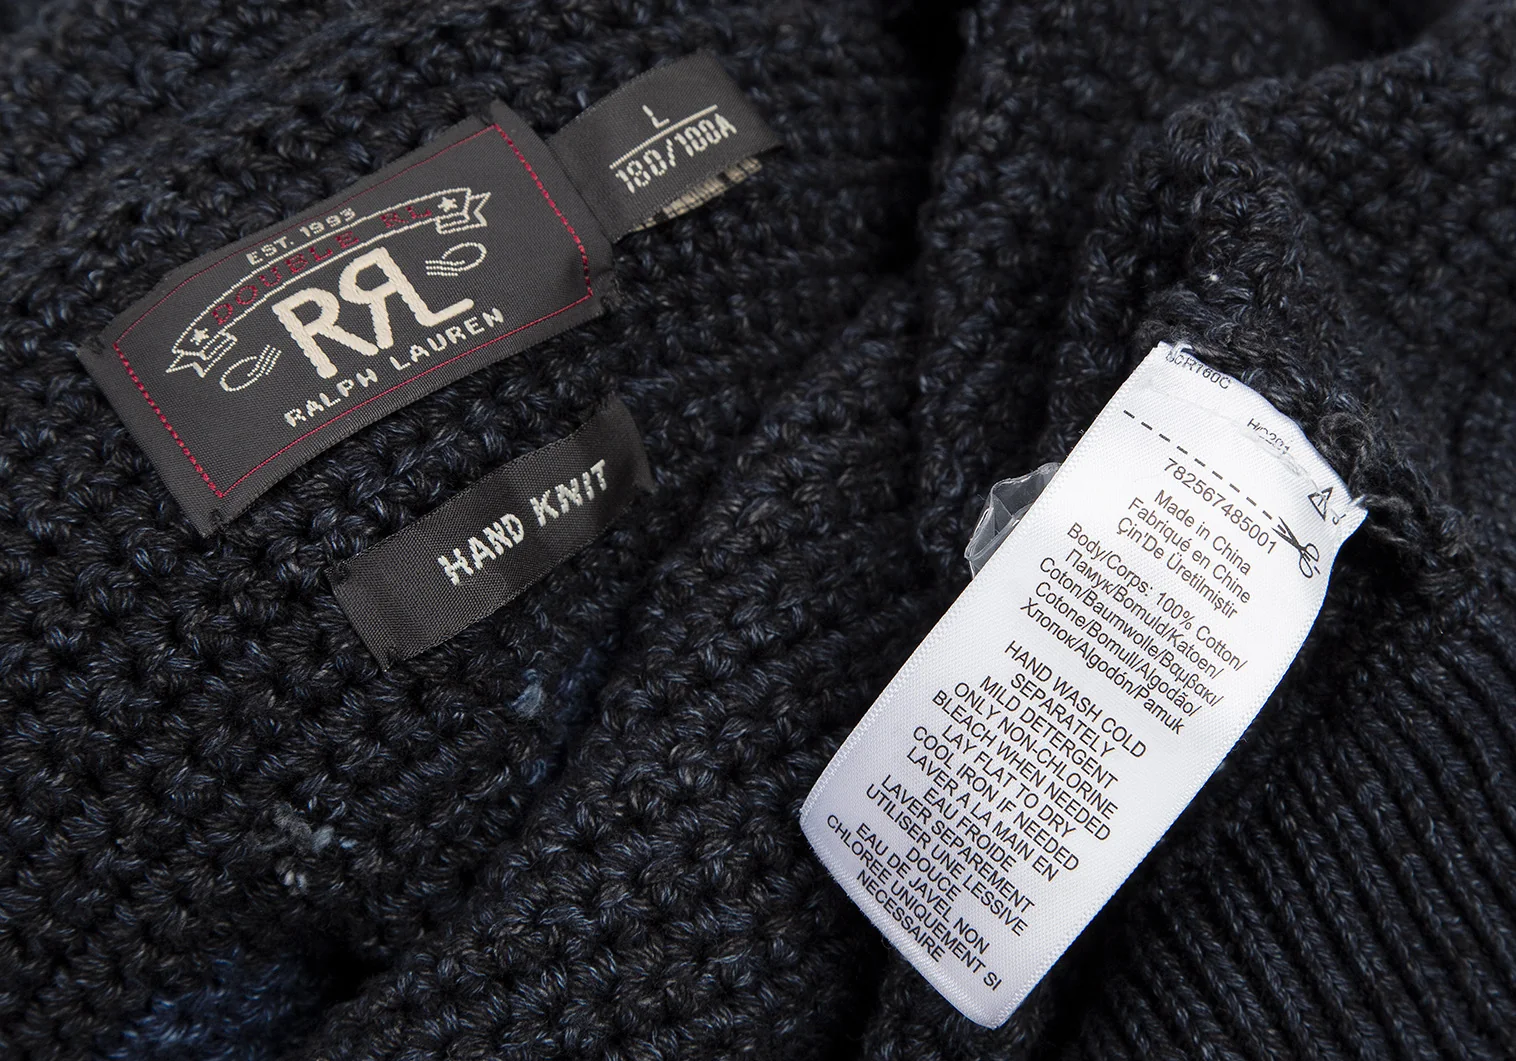 EST. 1993
DOUBLE RL
RRL
RALPH LAUREN
L
180/100A
HAND KNIT
782567485001
Made in China
Fabriqué en Chine
Çin'De Üretilmiştir
Body/Corps: 100% Cotton/
Памук/Bomuld/Katoen/
Coton/Baumwolle/Βαμβακι/
Cotone/Bomull/Algodão/
Хлопок/Algodón/Pamuk
HAND WASH COLD
SEPARATELY
MILD DETERGENT
ONLY NON-CHLORINE
BLEACH WHEN NEEDED
LAY FLAT TO DRY
COOL IRON IF NEEDED
LAVER A LA MAIN EN
EAU FROIDE
LAVER SEPAREMENT
UTILISER UNE LESSIVE
DOUCE
EAU DE JAVEL NON
CHLOREE UNIQUEMENT SI
NECESSAIRE